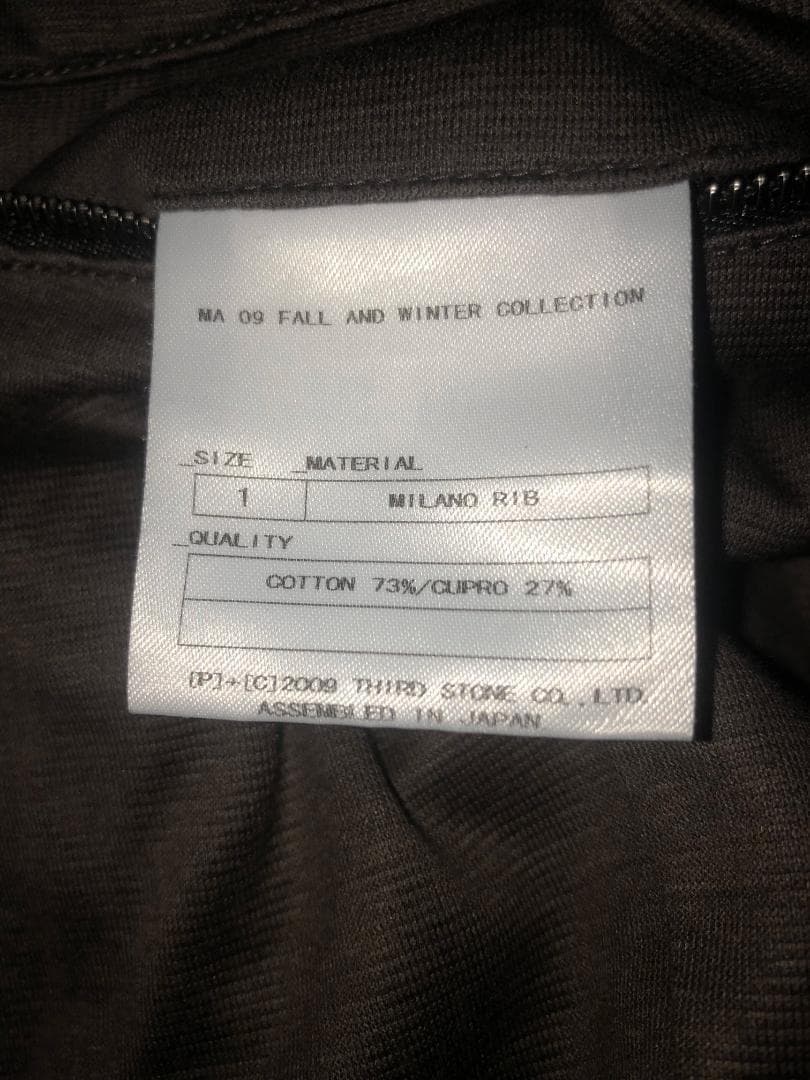 MA 09 FALL AND WINTER COLLECTION
_SIZE _MATERIAL
1 MILANO RIB
_QUALITY
COTTON 73%/CUPRO 27%
[P]+[C]2009 THIRD STONE CO.,LTD.
ASSEMBLED IN JAPAN